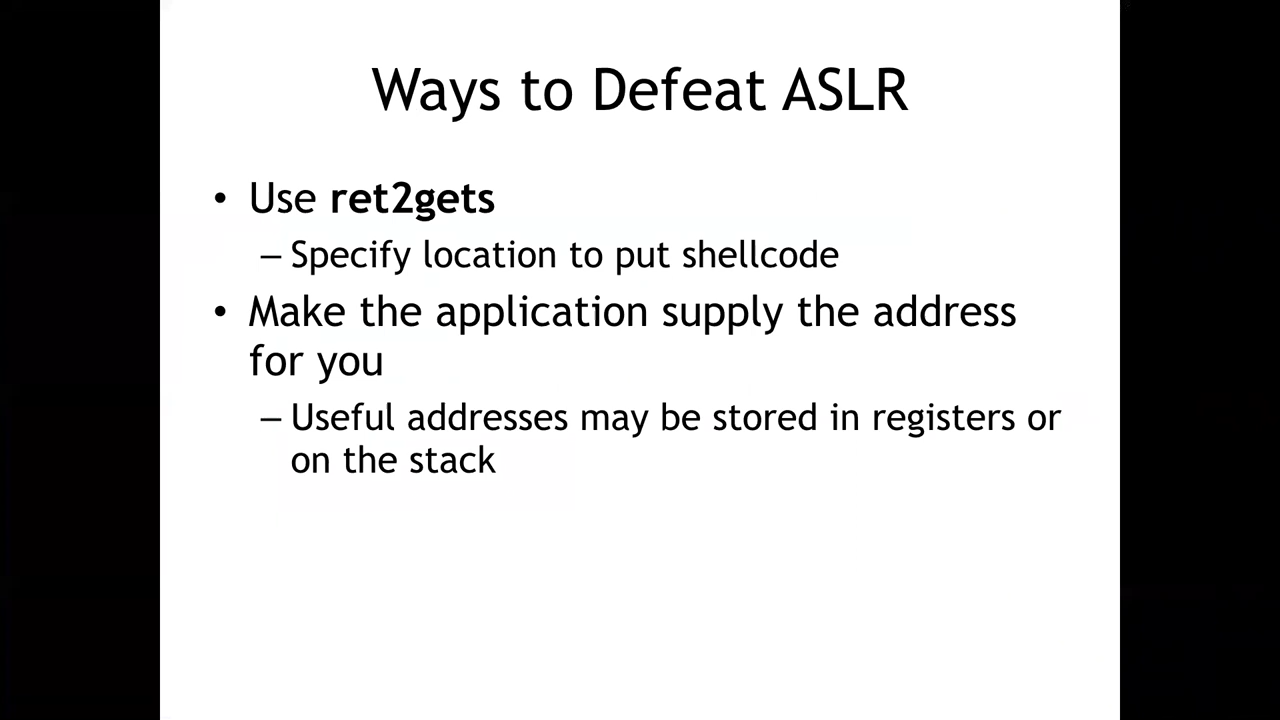 Ways to Defeat ASLR
• Use ret2gets
– Specify location to put shellcode
• Make the application supply the address
for you
– Useful addresses may be stored in registers or
on the stack